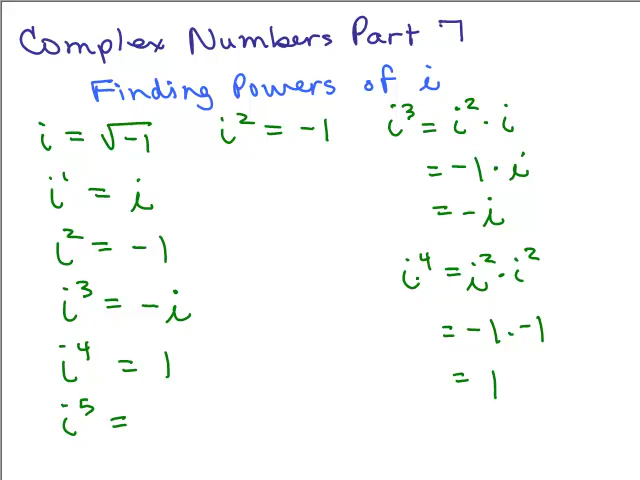 Complex Numbers Part 7
Finding Powers of i
i = √-1
i² = -1
i¹ = i
i² = -1
i³ = -i
i⁴ = 1
i⁵ =
i³ = i² · i
= -1 · i
= -i
i⁴ = i² · i²
= -1 · -1
= 1